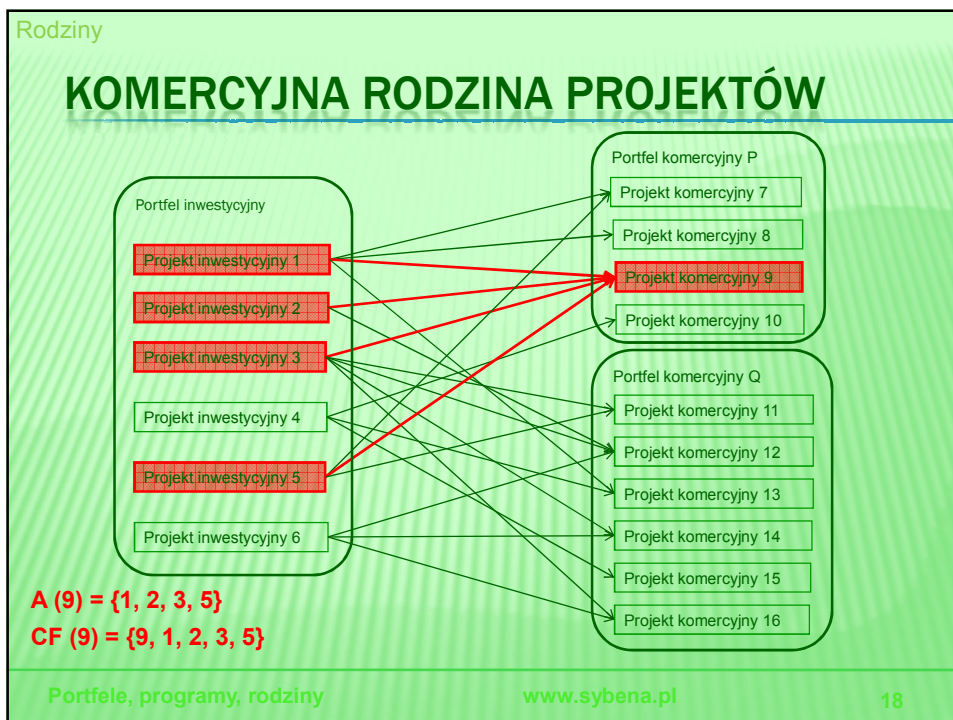 Rodziny
KOMERCYJNA RODZINA PROJEKTÓW
Portfel inwestycyjny
Projekt inwestycyjny 1
Projekt inwestycyjny 2
Projekt inwestycyjny 3
Projekt inwestycyjny 4
Projekt inwestycyjny 5
Projekt inwestycyjny 6
Portfel komercyjny P
Projekt komercyjny 7
Projekt komercyjny 8
Projekt komercyjny 9
Projekt komercyjny 10
Portfel komercyjny Q
Projekt komercyjny 11
Projekt komercyjny 12
Projekt komercyjny 13
Projekt komercyjny 14
Projekt komercyjny 15
Projekt komercyjny 16
A (9) = {1, 2, 3, 5}
CF (9) = {9, 1, 2, 3, 5}
Portfele, programy, rodziny www.sybena.pl 18